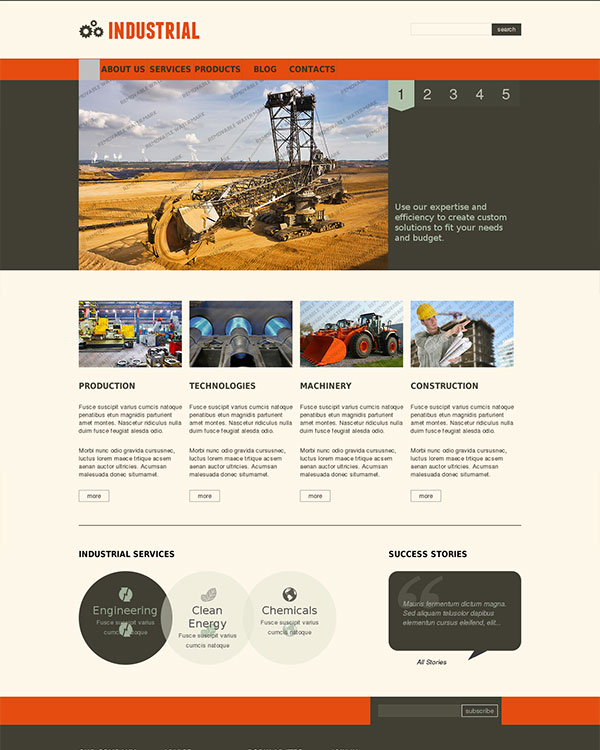 INDUSTRIAL
search
ABOUT US SERVICES PRODUCTS BLOG CONTACTS
REMOVABLE WATERMARK
1 2 3 4 5
Use our expertise and
efficiency to create custom
solutions to fit your needs
and budget.
PRODUCTION
Fusce suscipit varius cumcis natoque
penatibus etun magnidis parturient
amet montes. Nascetur ridiculus nulla
duim fusce feugiat alesda odio.
Morbi nunc odio gravida cursusnec,
luctus lorem maece tritique acsem
aenan auctor ultricies. Acumsan
malesuada donec situmamet.
more
TECHNOLOGIES
Fusce suscipit varius cumcis natoque
penatibus etun magnidis parturient
amet montes. Nascetur ridiculus nulla
duim fusce feugiat alesda odio.
Morbi nunc odio gravida cursusnec,
luctus lorem maece tritique acsem
aenan auctor ultricies. Acumsan
malesuada donec situmamet.
more
MACHINERY
Fusce suscipit varius cumcis natoque
penatibus etun magnidis parturient
amet montes. Nascetur ridiculus nulla
duim fusce feugiat alesda odio.
Morbi nunc odio gravida cursusnec,
luctus lorem maece tritique acsem
aenan auctor ultricies. Acumsan
malesuada donec situmamet.
more
CONSTRUCTION
Fusce suscipit varius cumcis natoque
penatibus etun magnidis parturient
amet montes. Nascetur ridiculus nulla
duim fusce feugiat alesda odio.
Morbi nunc odio gravida cursusnec,
luctus lorem maece tritique acsem
aenan auctor ultricies. Acumsan
malesuada donec situmamet.
more
INDUSTRIAL SERVICES
Engineering
Fusce suscipit varius
cumcis natoque
Clean
Energy
Fusce suscipit varius
cumcis natoque
Chemicals
Fusce suscipit varius
cumcis natoque
SUCCESS STORIES
Mauris fermentum dictum magna.
Sed aliquam telusolor dapibus
elementun cursus eleifend, elit...
All Stories
subscribe